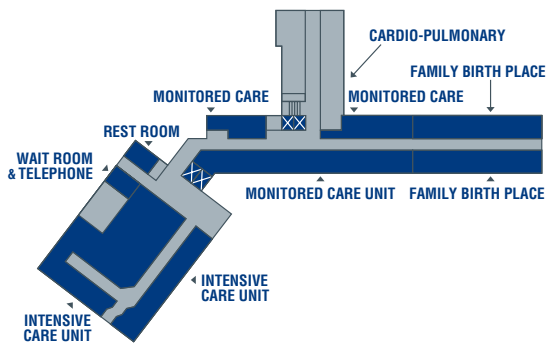 CARDIO-PULMONARY
FAMILY BIRTH PLACE
MONITORED CARE
MONITORED CARE
REST ROOM
WAIT ROOM
& TELEPHONE
MONITORED CARE UNIT
FAMILY BIRTH PLACE
INTENSIVE
CARE UNIT
INTENSIVE
CARE UNIT